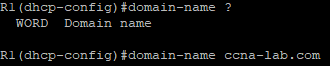 R1(dhcp-config)#domain-name ?
  WORD  Domain name
R1(dhcp-config)#domain-name ccna-lab.com